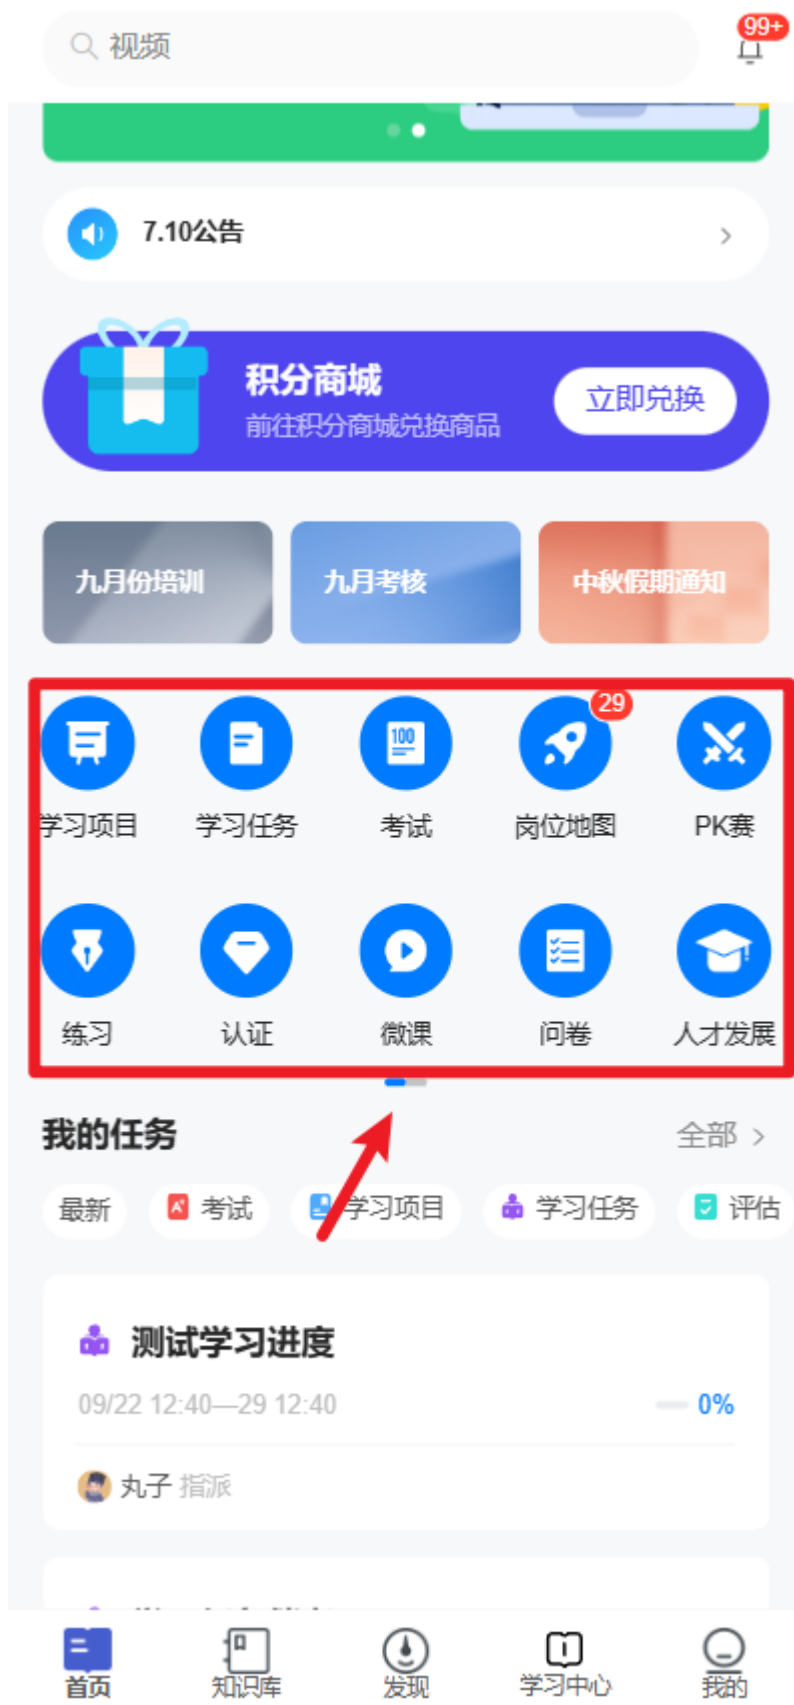 视频
99+
7.10公告
积分商城
前往积分商城兑换商品
立即兑换
九月份培训
九月考核
中秋假期通知
100
29
学习项目
学习任务
考试
岗位地图
PK赛
练习
认证
微课
问卷
人才发展
我的任务
全部
最新
考试
学习项目
学习任务
评估
测试学习进度
09/22 12:40—29 12:40
0%
丸子 指派
首页
知识库
发现
学习中心
我的